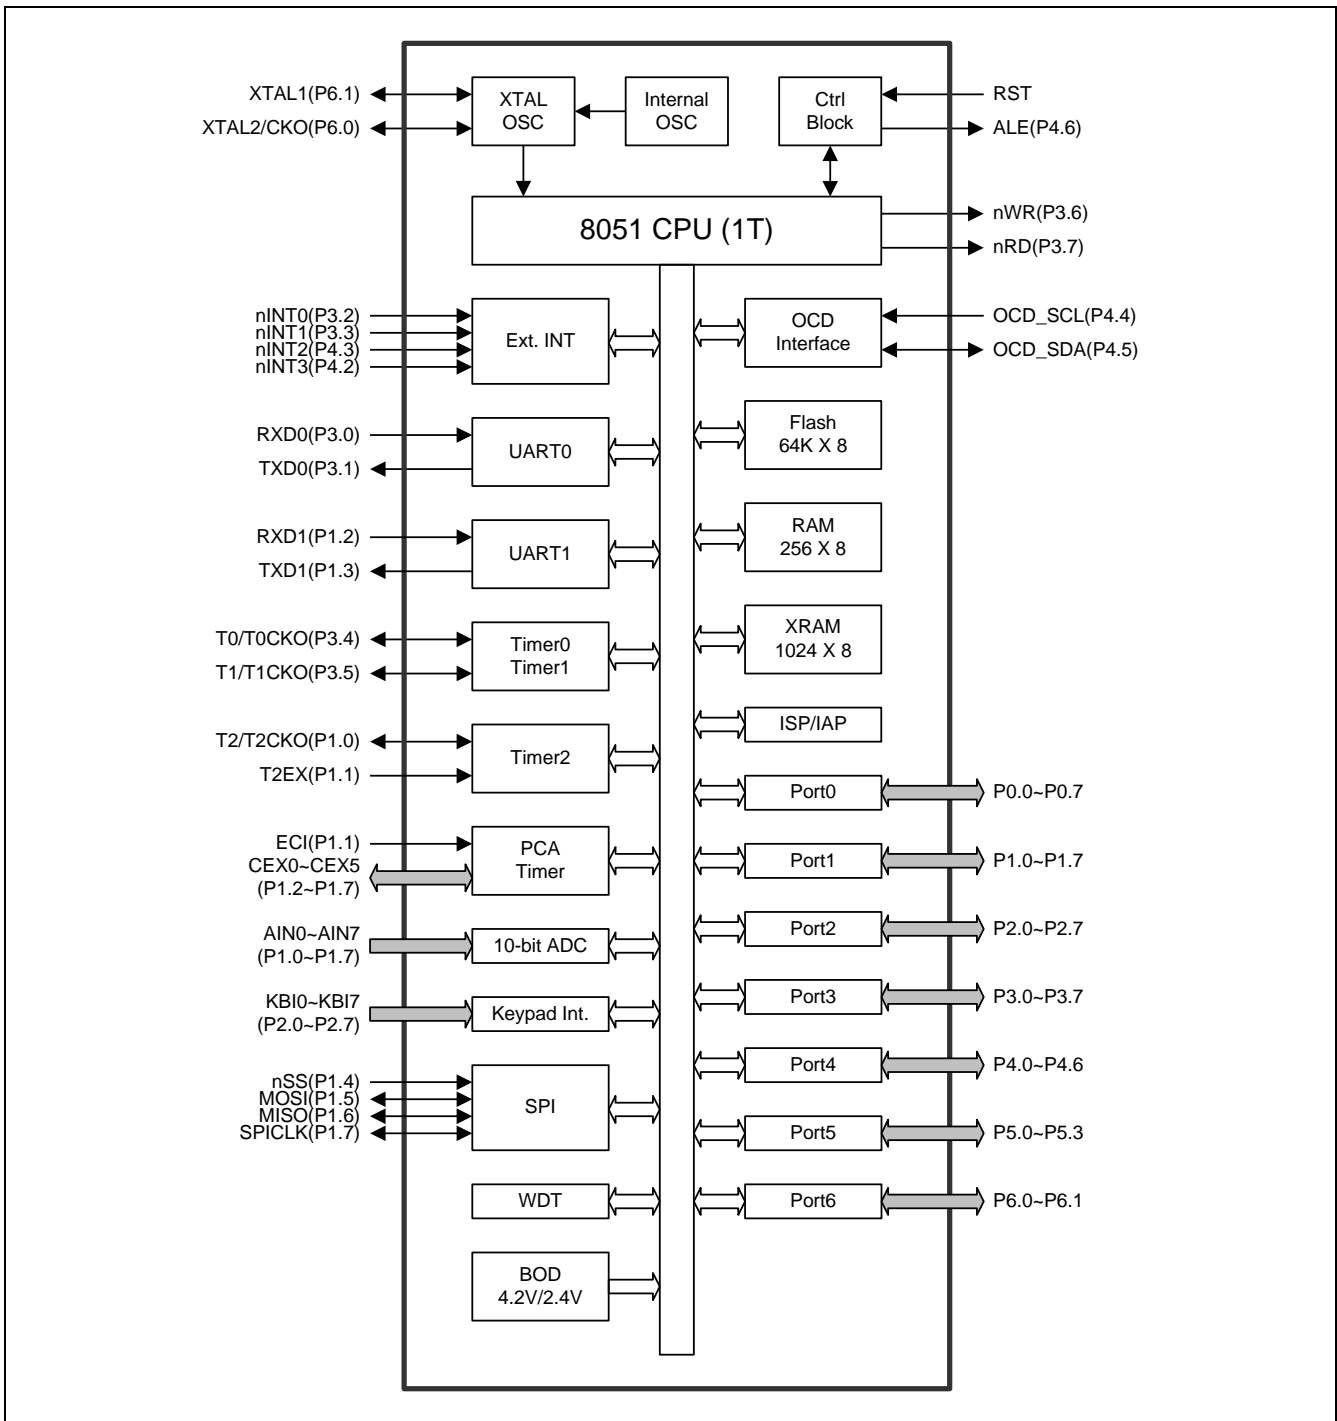 XTAL1(P6.1)
XTAL2/CKO(P6.0)
XTAL
OSC
Internal
OSC
Ctrl
Block
RST
ALE(P4.6)
8051 CPU (1T)
nWR(P3.6)
nRD(P3.7)
nINT0(P3.2)
nINT1(P3.3)
nINT2(P4.3)
nINT3(P4.2)
Ext. INT
OCD
Interface
OCD_SCL(P4.4)
OCD_SDA(P4.5)
RXD0(P3.0)
TXD0(P3.1)
UART0
Flash
64K X 8
RXD1(P1.2)
TXD1(P1.3)
UART1
RAM
256 X 8
T0/T0CKO(P3.4)
T1/T1CKO(P3.5)
Timer0
Timer1
XRAM
1024 X 8
ISP/IAP
T2/T2CKO(P1.0)
T2EX(P1.1)
Timer2
Port0
P0.0~P0.7
ECI(P1.1)
CEX0~CEX5
(P1.2~P1.7)
PCA
Timer
Port1
P1.0~P1.7
AIN0~AIN7
(P1.0~P1.7)
10-bit ADC
Port2
P2.0~P2.7
KBI0~KBI7
(P2.0~P2.7)
Keypad Int.
Port3
P3.0~P3.7
nSS(P1.4)
MOSI(P1.5)
MISO(P1.6)
SPICLK(P1.7)
SPI
Port4
P4.0~P4.6
Port5
P5.0~P5.3
WDT
Port6
P6.0~P6.1
BOD
4.2V/2.4V